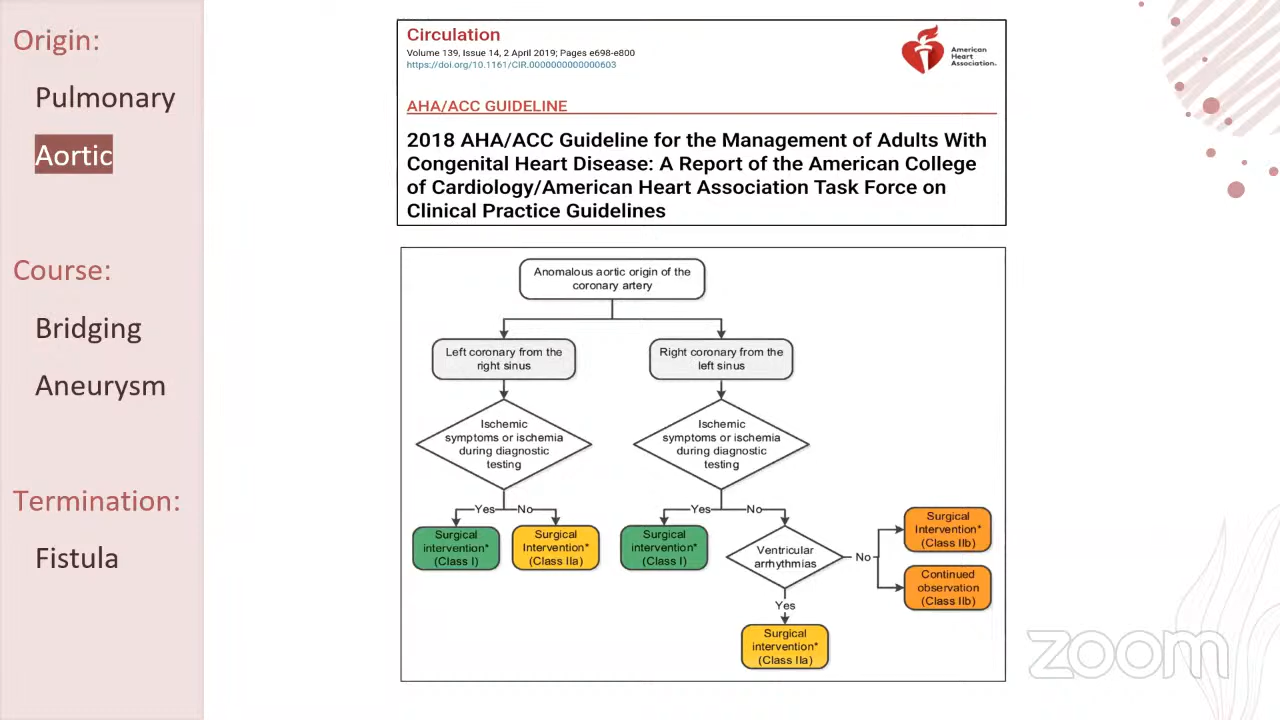 Origin:
Pulmonary
Aortic
Course:
Bridging
Aneurysm
Termination:
Fistula
Circulation
Volume 139, Issue 14, 2 April 2019; Pages e698-e800
https://doi.org/10.1161/CIR.0000000000000603
American
Heart
Association.
AHA/ACC GUIDELINE
2018 AHA/ACC Guideline for the Management of Adults With
Congenital Heart Disease: A Report of the American College
of Cardiology/American Heart Association Task Force on
Clinical Practice Guidelines
Anomalous aortic origin of the
coronary artery
Left coronary from the
right sinus
Right coronary from the
left sinus
Ischemic
symptoms or ischemia
during diagnostic
testing
Ischemic
symptoms or ischemia
during diagnostic
testing
Yes
No
Yes
No
Surgical
intervention*
(Class I)
Surgical
Intervention*
(Class IIa)
Surgical
intervention*
(Class I)
Ventricular
arrhythmias
No
Surgical
Intervention*
(Class IIb)
Continued
observation
(Class IIb)
Yes
Surgical
intervention*
(Class IIa)
zoom